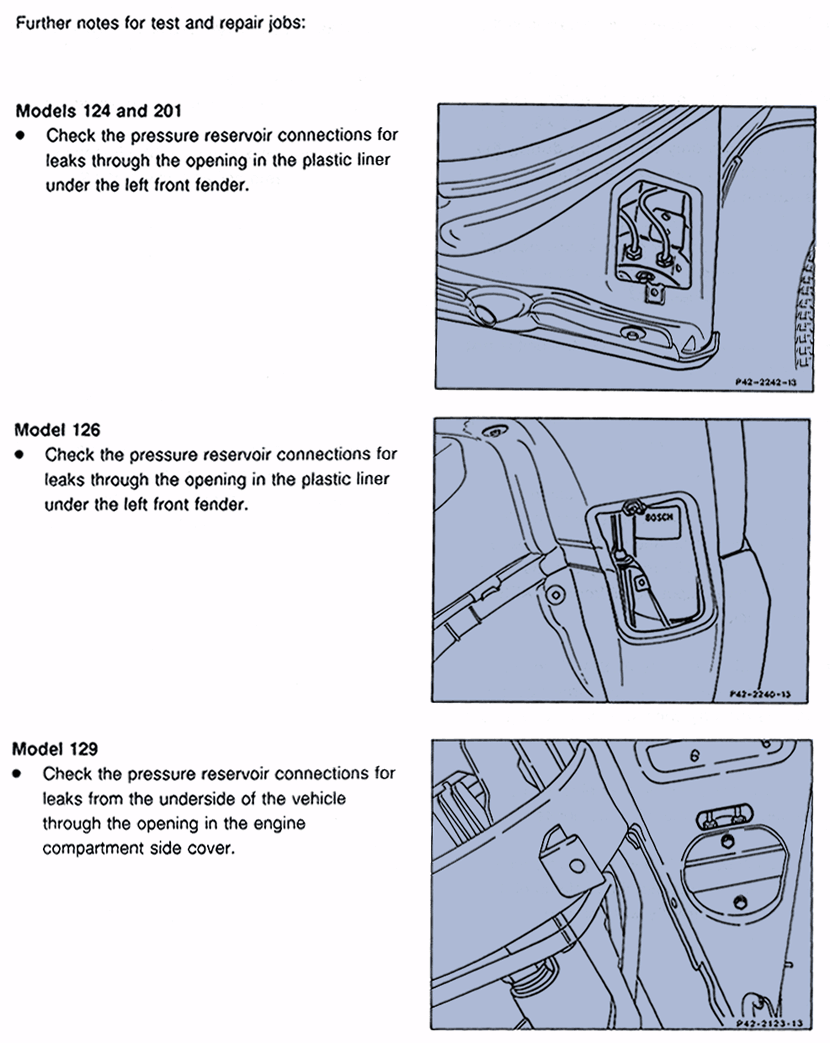 Further notes for test and repair jobs:
Models 124 and 201
● Check the pressure reservoir connections for
leaks through the opening in the plastic liner
under the left front fender.
P42-2242-13
Model 126
● Check the pressure reservoir connections for
leaks through the opening in the plastic liner
under the left front fender.
BOSCH
P42-2240-13
Model 129
● Check the pressure reservoir connections for
leaks from the underside of the vehicle
through the opening in the engine
compartment side cover.
6
P42-2123-13